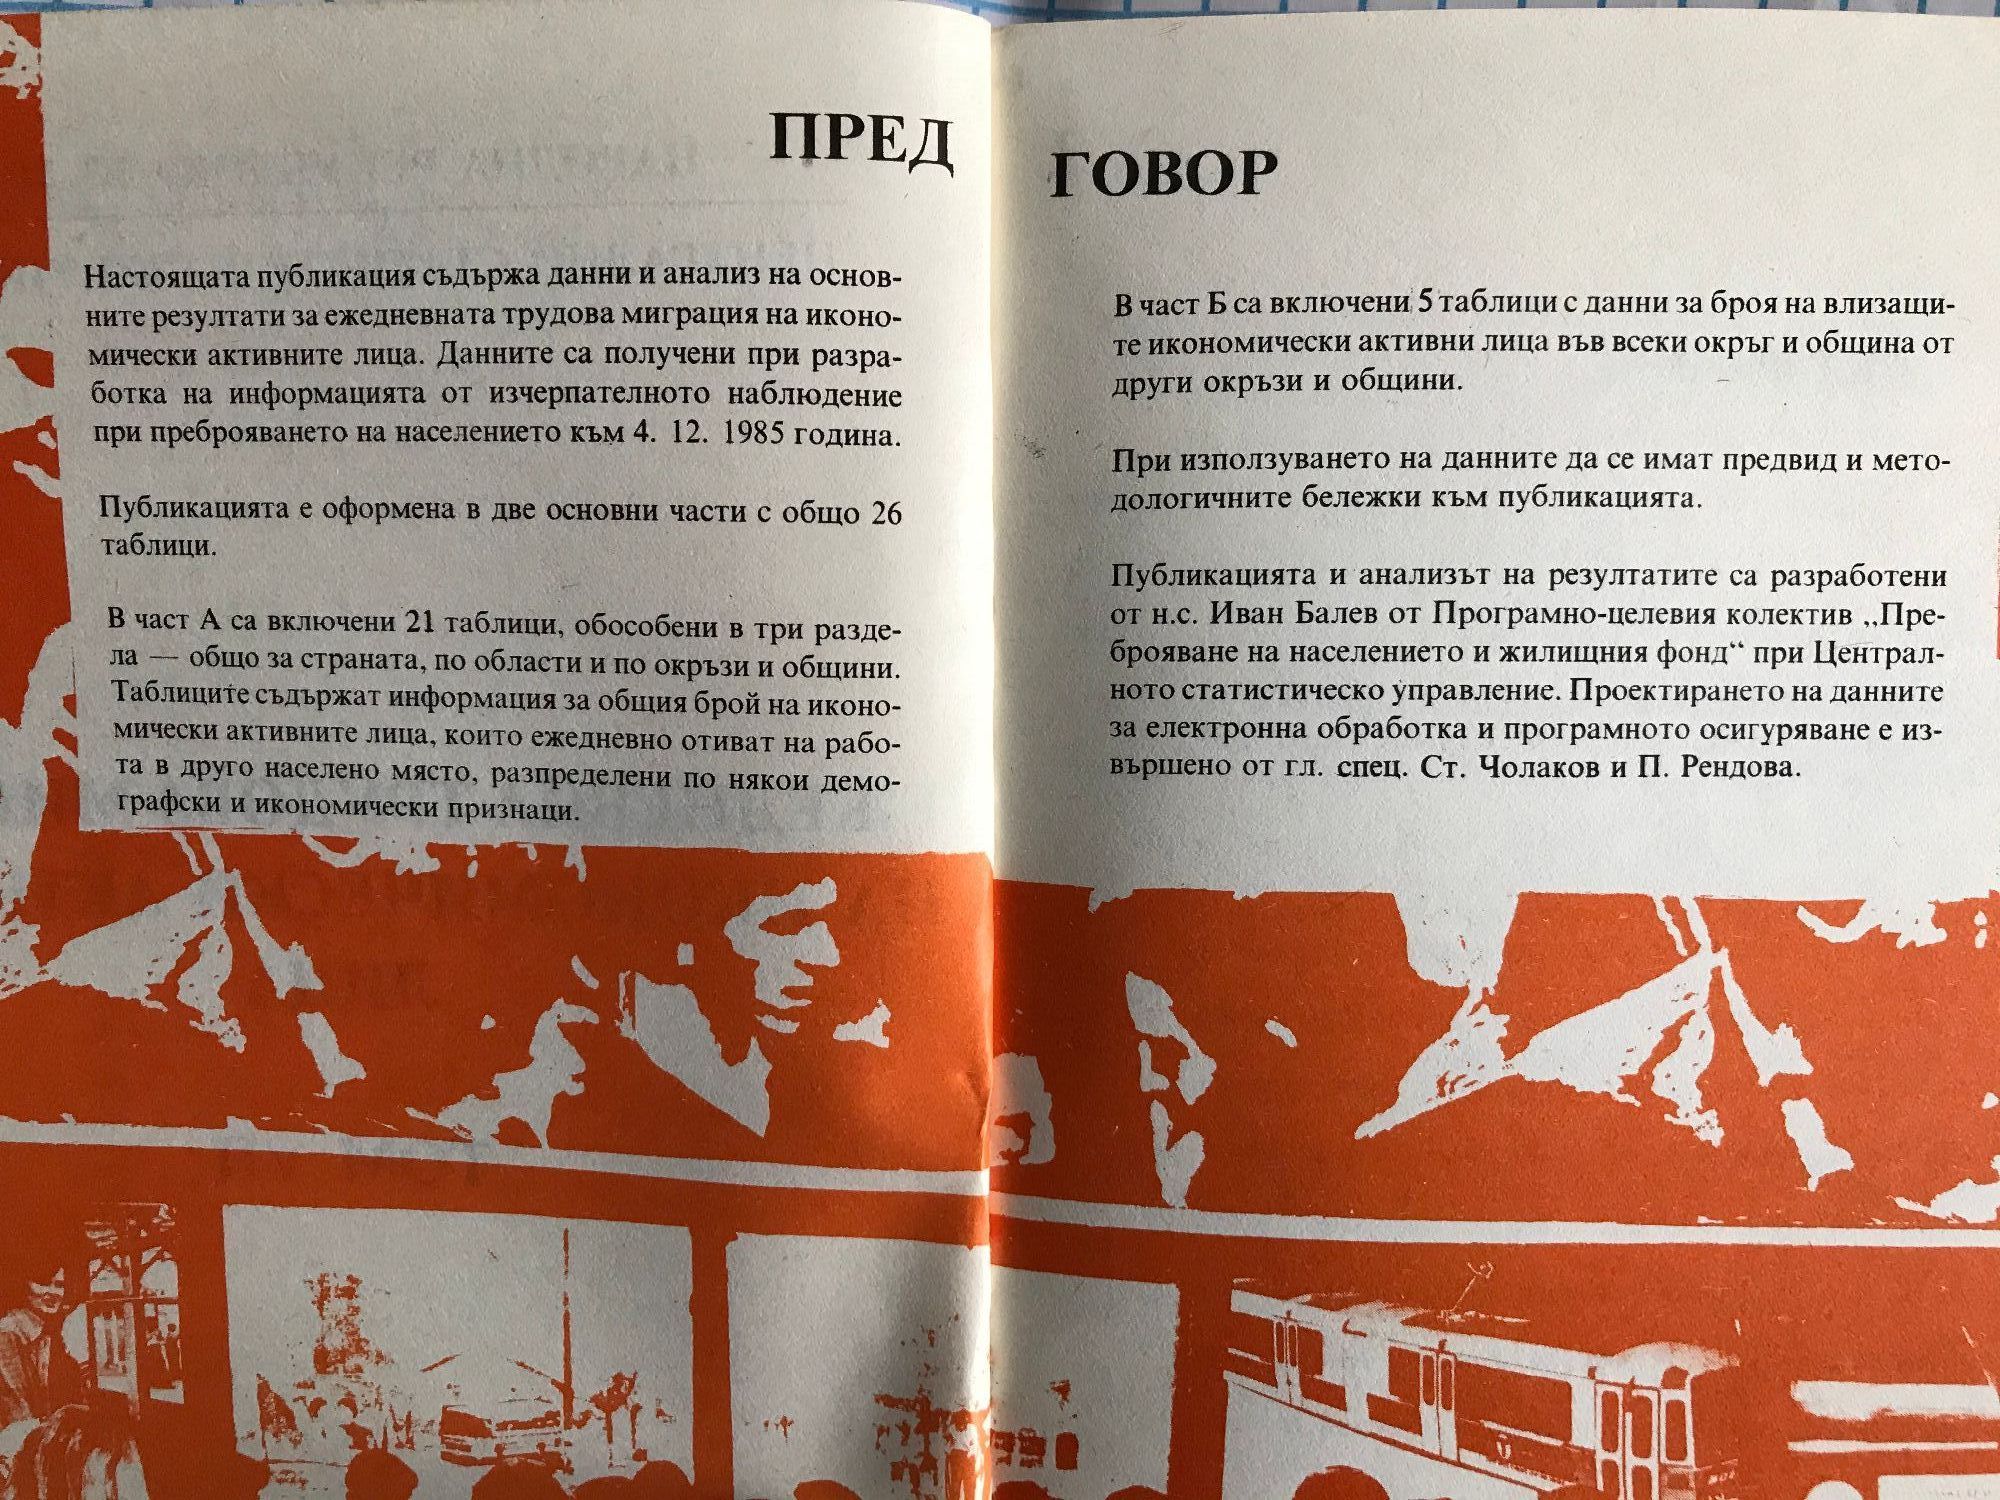 ПРЕД
Настоящата публикация съдържа данни и анализ на основ-
ните резултати за ежедневната трудова миграция на иконо-
мически активните лица. Данните са получени при разра-
ботка на информацията от изчерпателното наблюдение
при преброяването на населението към 4. 12. 1985 година.
Публикацията е оформена в две основни части с общо 26
таблици.
В част А са включени 21 таблици, обособени в три разде-
ла — общо за страната, по области и по окръзи и общини.
Таблиците съдържат информация за общия брой на иконо-
мически активните лица, които ежедневно отиват на рабо-
та в друго населено място, разпределени по някои демо-
графски и икономически признаци.
ГОВОР
В част Б са включени 5 таблици с данни за броя на влизащи-
те икономически активни лица във всеки окръг и община от
други окръзи и общини.
При използуването на данните да се имат предвид и мето-
дологичните бележки към публикацията.
Публикацията и анализът на резултатите са разработени
от н.с. Иван Балев от Програмно-целевия колектив „Пре-
брояване на населението и жилищния фонд“ при Централ-
ното статистическо управление. Проектирането на данните
за електронна обработка и програмното осигуряване е из-
вършено от гл. спец. Ст. Чолаков и П. Рендова.